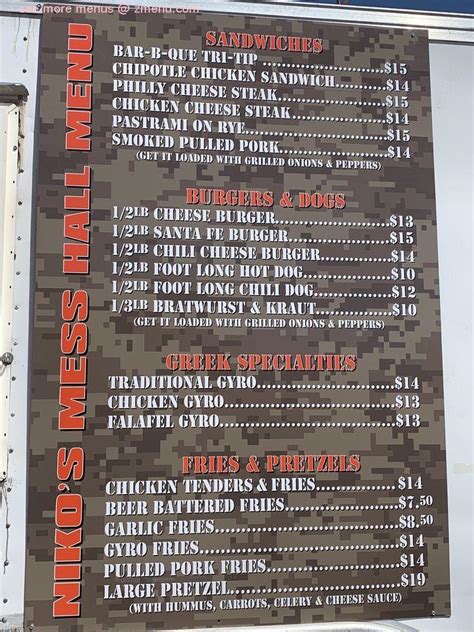 more menus @ zmenu.com
NIKO'S MESS HALL MENU
SANDWICHES
BAR-B-QUE TRI-TIP...$15
CHIPOTLE CHICKEN SANDWICH...$14
PHILLY CHEESE STEAK...$15
CHICKEN CHEESE STEAK...$14
PASTRAMI ON RYE...$15
SMOKED PULLED PORK...$14
(GET IT LOADED WITH GRILLED ONIONS & PEPPERS)
BURGERS & DOGS
1/2LB CHEESE BURGER...$13
1/2LB SANTA FE BURGER...$15
1/2LB CHILI CHEESE BURGER...$14
1/2LB FOOT LONG HOT DOG...$10
1/2LB FOOT LONG CHILI DOG...$12
1/3LB BRATWURST & KRAUT...$10
(GET IT LOADED WITH GRILLED ONIONS & PEPPERS)
GREEK SPECIALTIES
TRADITIONAL GYRO...$14
CHICKEN GYRO...$13
FALAFEL GYRO...$13
FRIES & PRETZELS
CHICKEN TENDERS & FRIES...$14
BEER BATTERED FRIES...$7.50
GARLIC FRIES...$8.50
GYRO FRIES...$14
PULLED PORK FRIES...$14
LARGE PRETZEL...$19
(WITH HUMMUS, CARROTS, CELERY & CHEESE SAUCE)